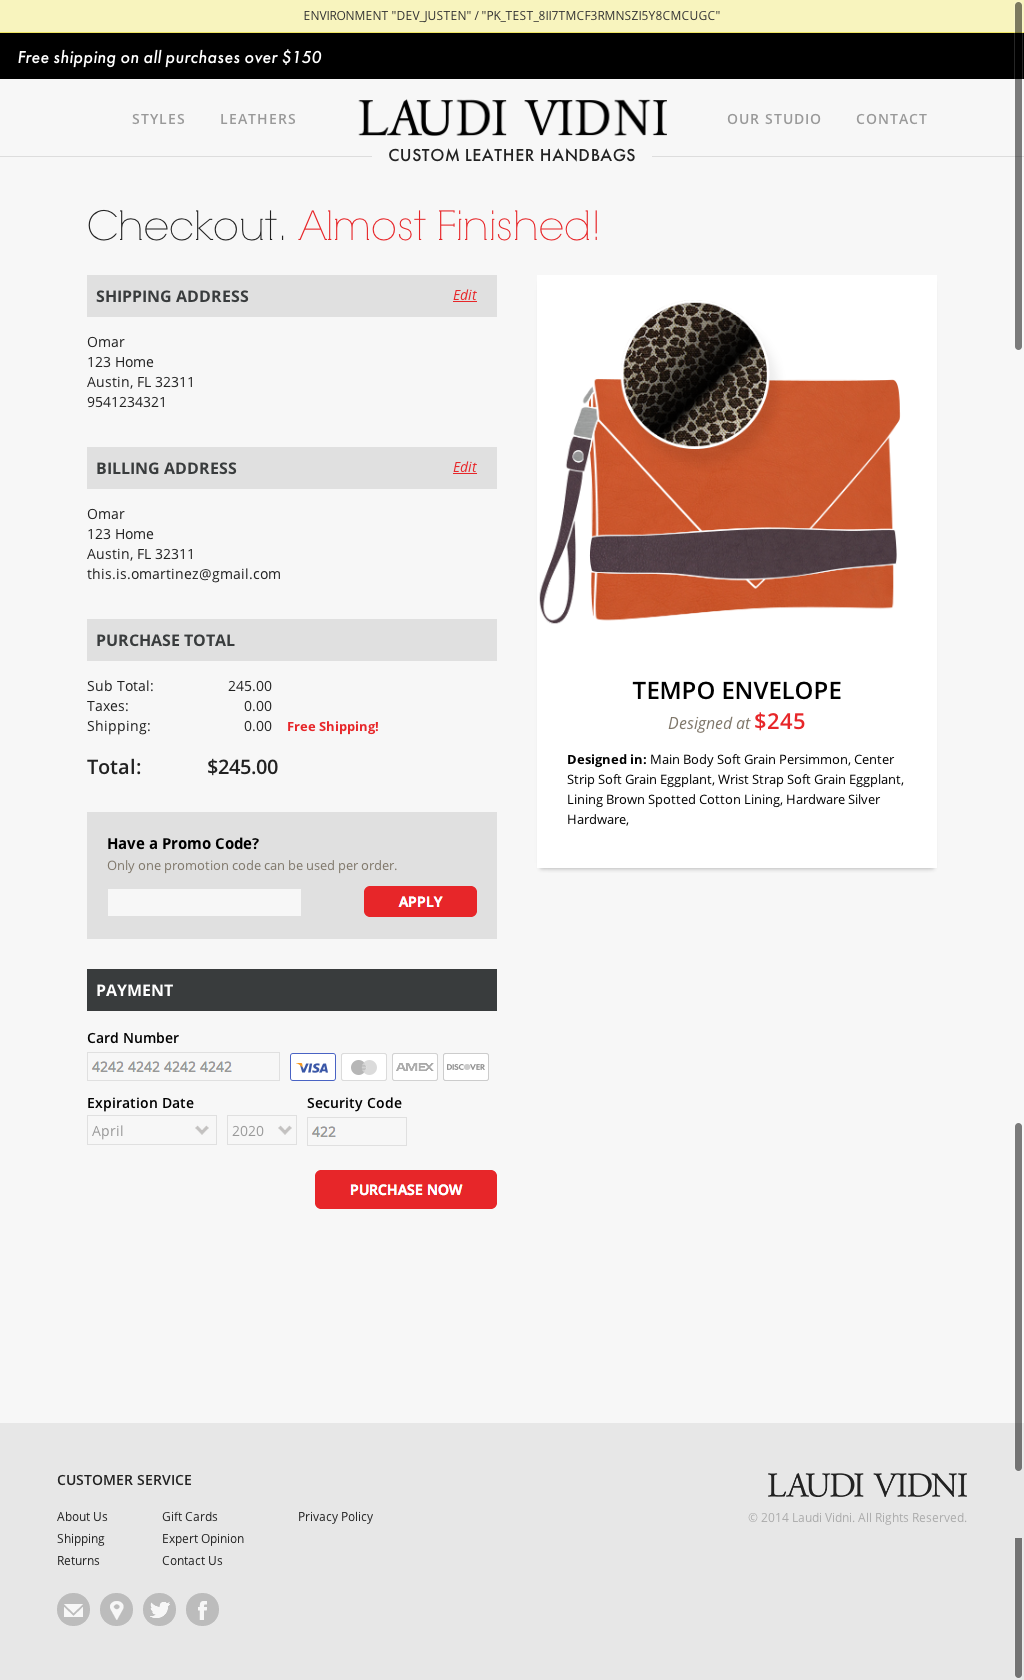 ENVIRONMENT "DEV_JUSTEN" / "PK_TEST_8II7TMCF3RMNSZI5Y8CMCUGC"
Free shipping on all purchases over $150
STYLES LEATHERS LAUDI VIDNI OUR STUDIO CONTACT
CUSTOM LEATHER HANDBAGS
Checkout. Almost Finished!
SHIPPING ADDRESS Edit
Omar
123 Home
Austin, FL 32311
9541234321
BILLING ADDRESS Edit
Omar
123 Home
Austin, FL 32311
this.is.omartinez@gmail.com
PURCHASE TOTAL
Sub Total: 245.00
Taxes: 0.00
Shipping: 0.00 Free Shipping!
Total: $245.00
Have a Promo Code?
Only one promotion code can be used per order.
APPLY
PAYMENT
Card Number
4242 4242 4242 4242 VISA AMEX DISCOVER
Expiration Date Security Code
April 2020 422
PURCHASE NOW
TEMPO ENVELOPE
Designed at $245
Designed in: Main Body Soft Grain Persimmon, Center
Strip Soft Grain Eggplant, Wrist Strap Soft Grain Eggplant,
Lining Brown Spotted Cotton Lining, Hardware Silver
Hardware,
CUSTOMER SERVICE
About Us Gift Cards Privacy Policy
Shipping Expert Opinion
Returns Contact Us
LAUDI VIDNI
© 2014 Laudi Vidni. All Rights Reserved.